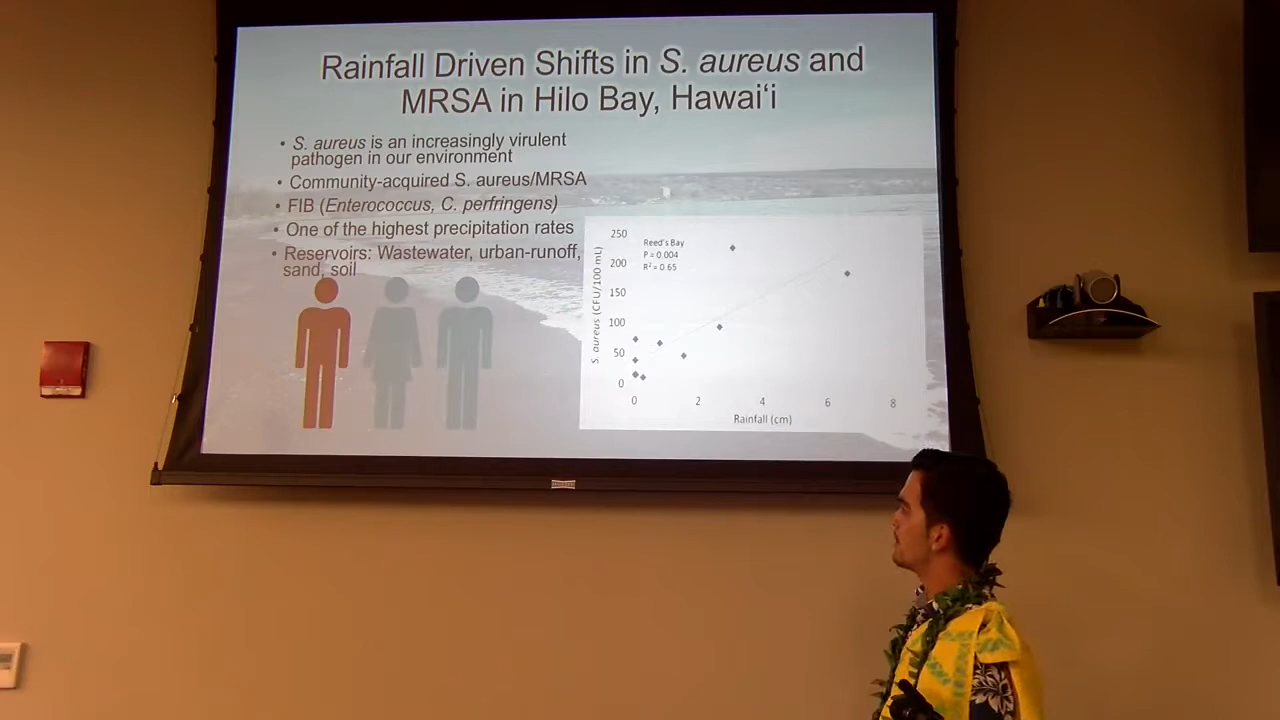 Rainfall Driven Shifts in S. aureus and
MRSA in Hilo Bay, Hawai‘i
• S. aureus is an increasingly virulent
pathogen in our environment
• Community-acquired S. aureus/MRSA
• FIB (Enterococcus, C. perfringens)
• One of the highest precipitation rates
• Reservoirs: Wastewater, urban-runoff,
sand, soil
Reed's Bay
P = 0.004
R² = 0.65
S. aureus (CFU/100 mL)
250
200
150
100
50
0
0 2 4 6 8
Rainfall (cm)